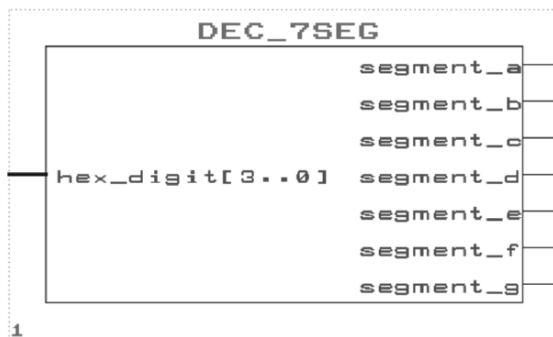 DEC_7SEG
segment_a
segment_b
segment_c
hex_digit[3..0] segment_d
segment_e
segment_f
segment_g
1